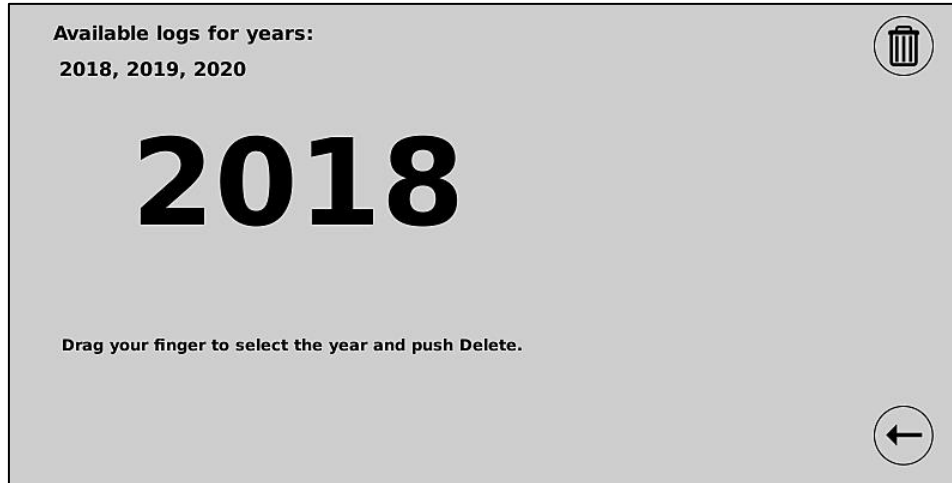 Available logs for years:
2018, 2019, 2020
2018
Drag your finger to select the year and push Delete.